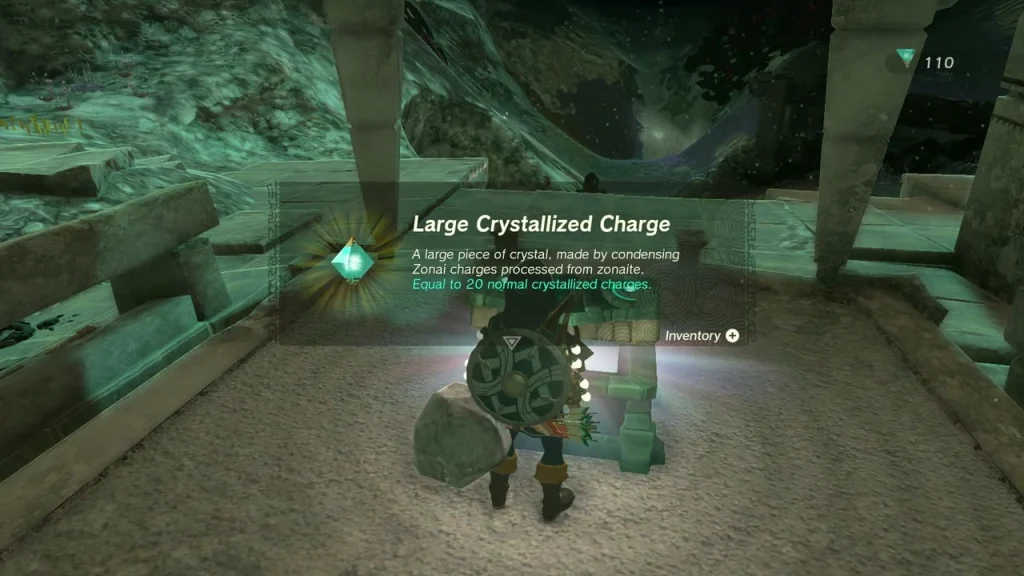 110
Large Crystallized Charge
A large piece of crystal, made by condensing
Zonai charges processed from zonaite.
Equal to 20 normal crystallized charges.
Inventory